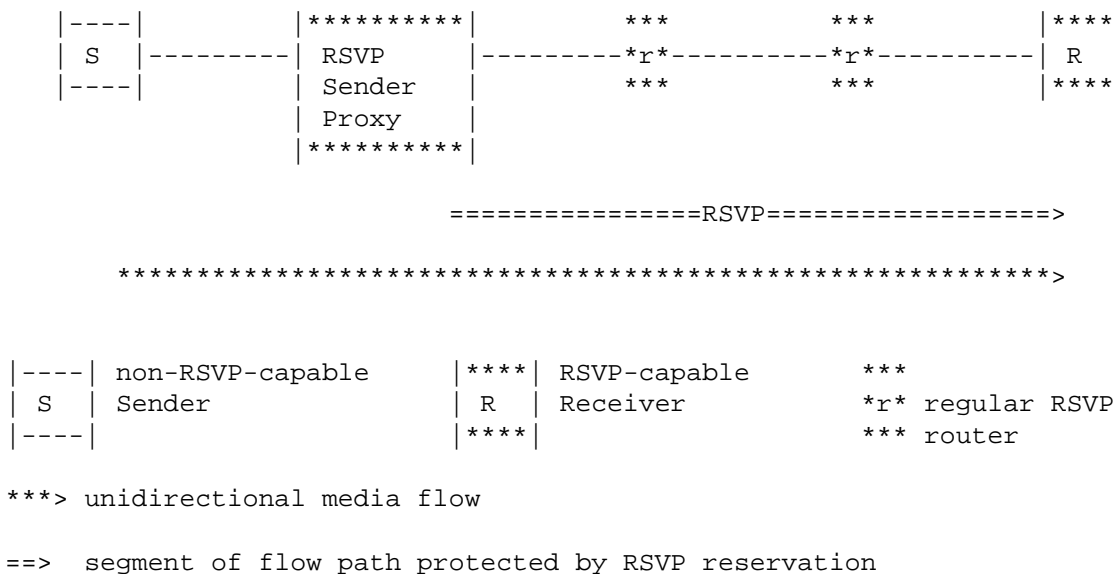 |----|         |**********|         ***          ***          |****
| S  |---------| RSVP     |---------*r*----------*r*----------| R
|----|         | Sender   |         ***          ***          |****
| Proxy    |
|**********|
================RSVP==================>
***********************************************************>
|----| non-RSVP-capable     |****| RSVP-capable      ***
| S  | Sender               | R  | Receiver         *r* regular RSVP
|----|                      |****|                  *** router
***> unidirectional media flow
==>  segment of flow path protected by RSVP reservation